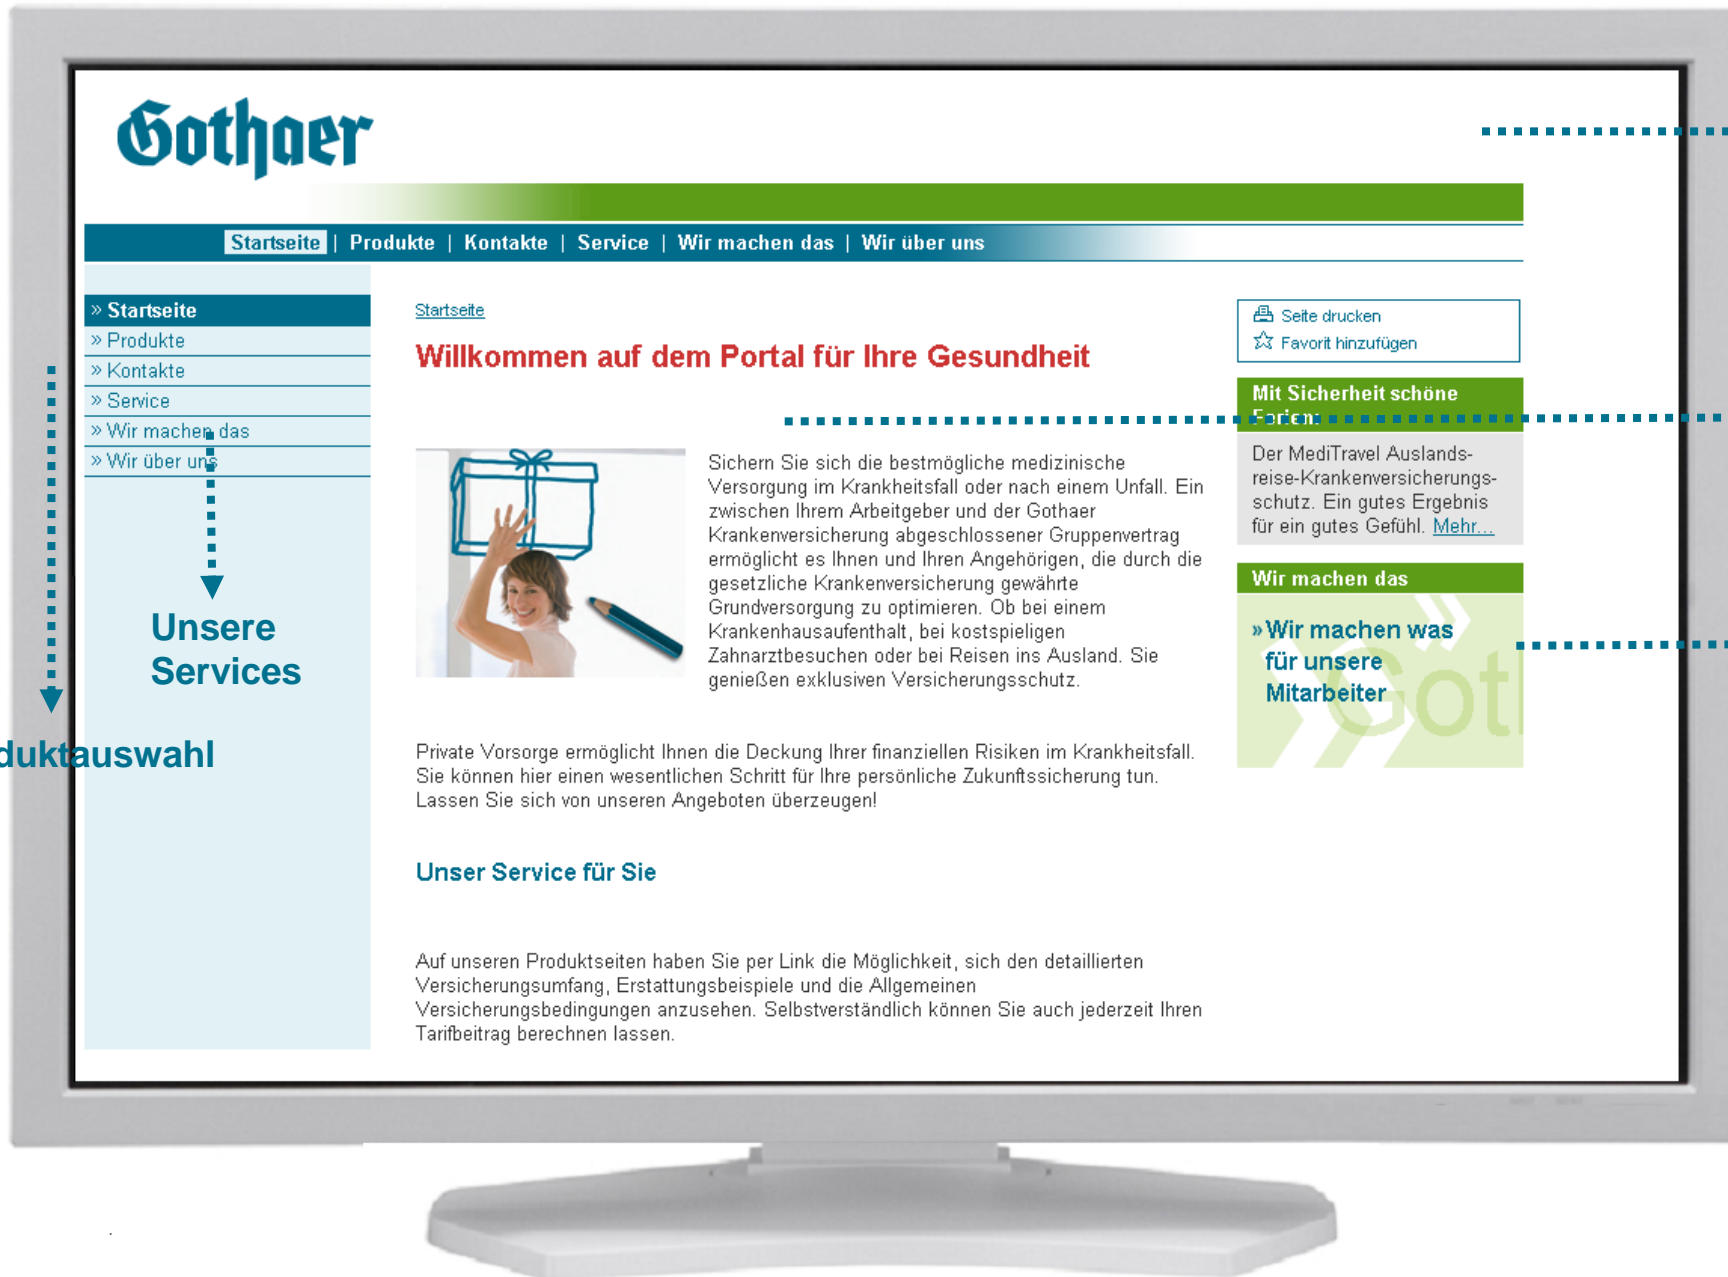 Gothaer
Startseite | Produkte | Kontakte | Service | Wir machen das | Wir über uns
» Startseite
» Produkte
» Kontakte
» Service
» Wir machen das
» Wir über uns
Unsere
Services
duktauswahl
Startseite
Willkommen auf dem Portal für Ihre Gesundheit
Sichern Sie sich die bestmögliche medizinische
Versorgung im Krankheitsfall oder nach einem Unfall. Ein
zwischen Ihrem Arbeitgeber und der Gothaer
Krankenversicherung abgeschlossener Gruppenvertrag
ermöglicht es Ihnen und Ihren Angehörigen, die durch die
gesetzliche Krankenversicherung gewährte
Grundversorgung zu optimieren. Ob bei einem
Krankenhausaufenthalt, bei kostspieligen
Zahnarztbesuchen oder bei Reisen ins Ausland. Sie
genießen exklusiven Versicherungsschutz.
Private Vorsorge ermöglicht Ihnen die Deckung Ihrer finanziellen Risiken im Krankheitsfall.
Sie können hier einen wesentlichen Schritt für Ihre persönliche Zukunftssicherung tun.
Lassen Sie sich von unseren Angeboten überzeugen!
Unser Service für Sie
Auf unseren Produktseiten haben Sie per Link die Möglichkeit, sich den detaillierten
Versicherungsumfang, Erstattungsbeispiele und die Allgemeinen
Versicherungsbedingungen anzusehen. Selbstverständlich können Sie auch jederzeit Ihren
Tarifbeitrag berechnen lassen.
Seite drucken
Favorit hinzufügen
Mit Sicherheit schöne
Ferien:
Der MediTravel Auslands-
reise-Krankenversicherungs-
schutz. Ein gutes Ergebnis
für ein gutes Gefühl. Mehr...
Wir machen das
» Wir machen was
für unsere
Mitarbeiter
Goth